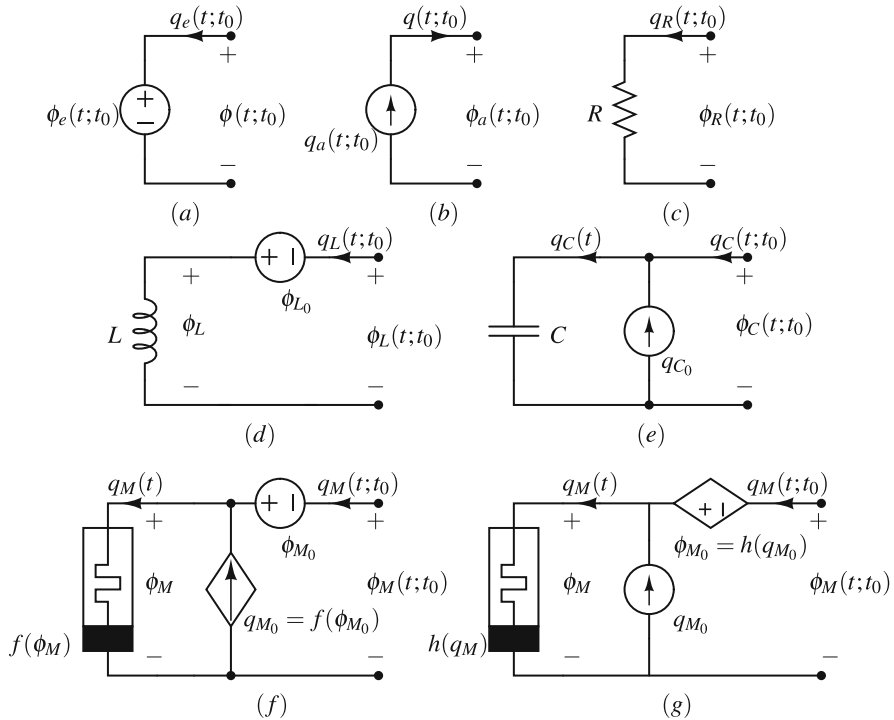 q_e(t;t_0) q(t;t_0) q_R(t;t_0)
+ + +
+ − ϕ_e(t;t_0) ϕ(t;t_0) q_a(t;t_0) ϕ_a(t;t_0) R ϕ_R(t;t_0)
− − −
(a) (b) (c)
q_L(t;t_0) q_C(t) q_C(t;t_0)
+ + − + +
ϕ_{L_0}
L ϕ_L ϕ_L(t;t_0) C ϕ_C(t;t_0)
q_{C_0}
− − −
(d) (e)
q_M(t) q_M(t;t_0) q_M(t) q_M(t;t_0)
+ + − + + + − +
ϕ_{M_0} ϕ_{M_0} = h(q_{M_0})
ϕ_M ϕ_M(t;t_0) ϕ_M ϕ_M(t;t_0)
q_{M_0} = f(ϕ_{M_0}) q_{M_0}
f(ϕ_M) h(q_M)
− − − −
(f) (g)